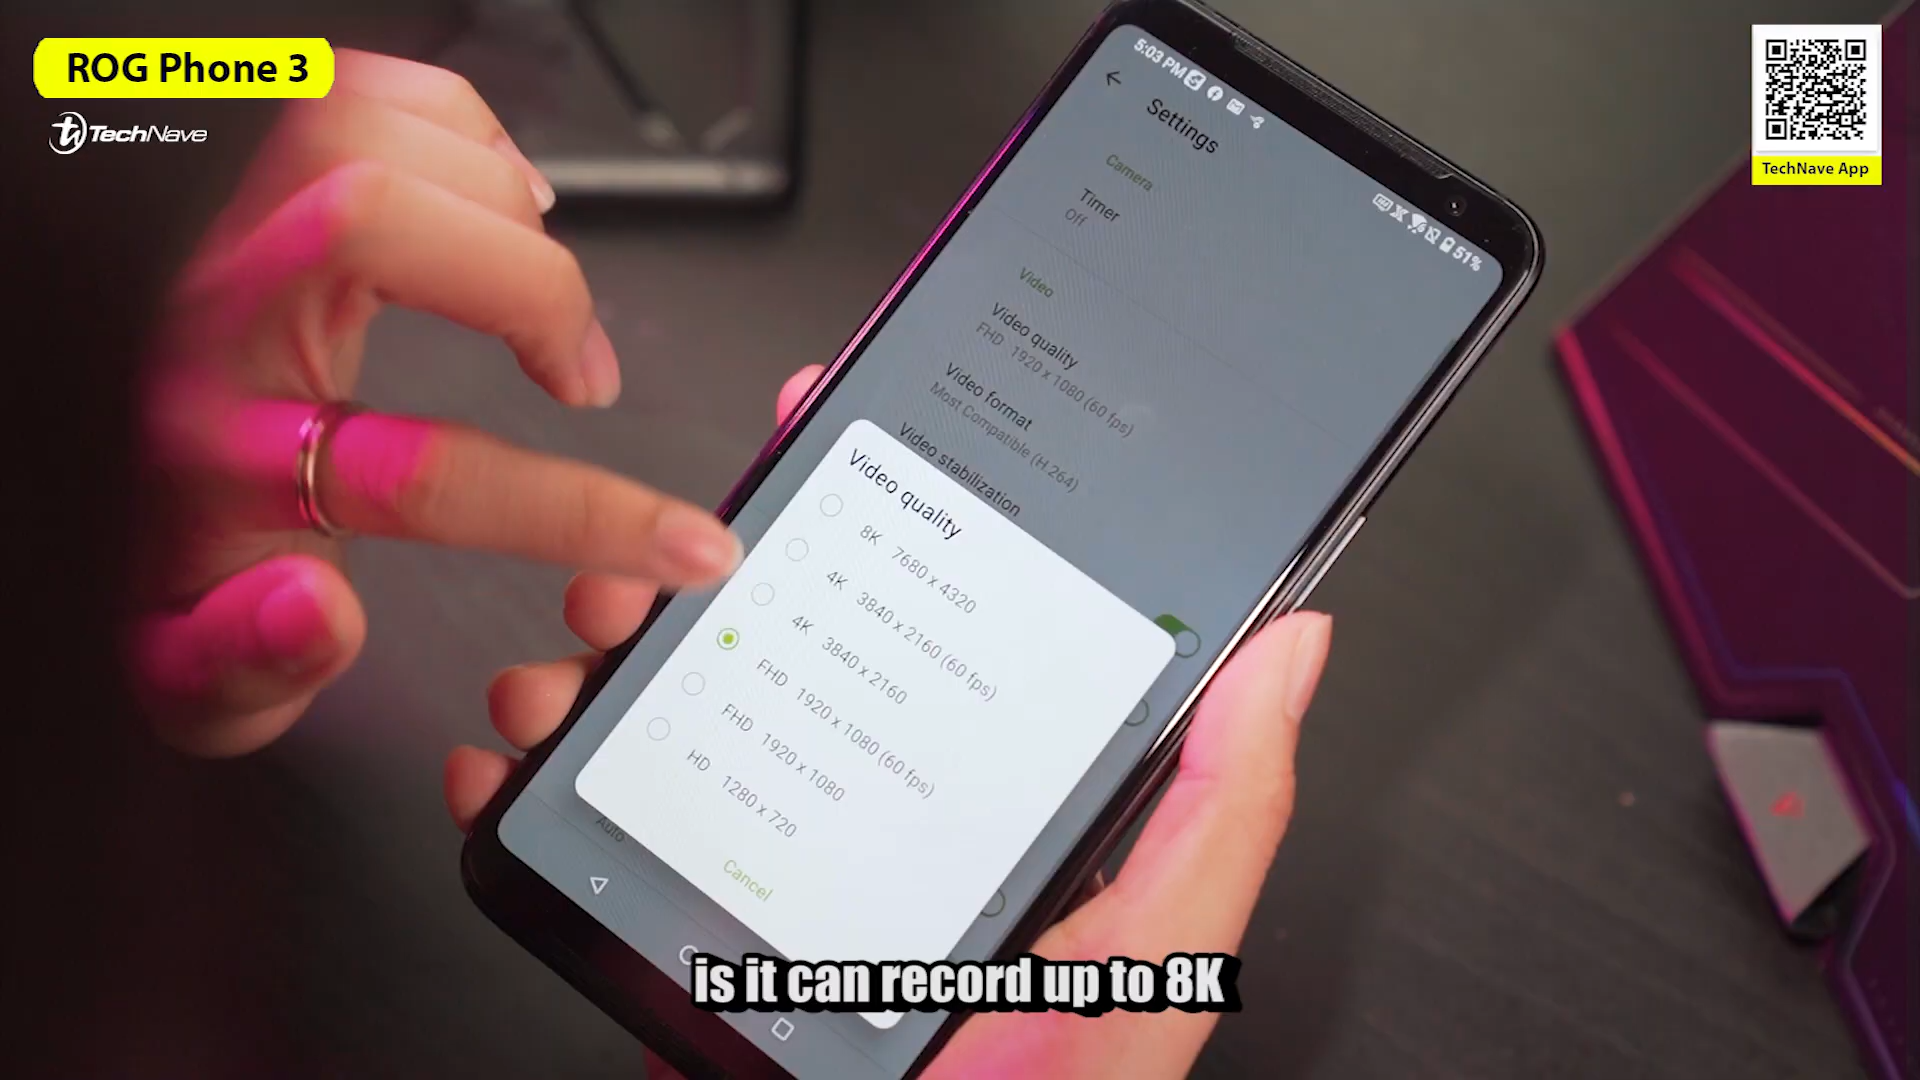 ROG Phone 3
TechNave
TechNave App
5:03 PM
51%
Settings
Camera
Timer
Off
Video
Video quality
FHD 1920 x 1080 (60 fps)
Video format
Most Compatible (H.264)
Video stabilization
Video quality
8K 7680 x 4320
4K 3840 x 2160 (60 fps)
4K 3840 x 2160
FHD 1920 x 1080 (60 fps)
FHD 1920 x 1080
HD 1280 x 720
Cancel
Auto
is it can record up to 8K